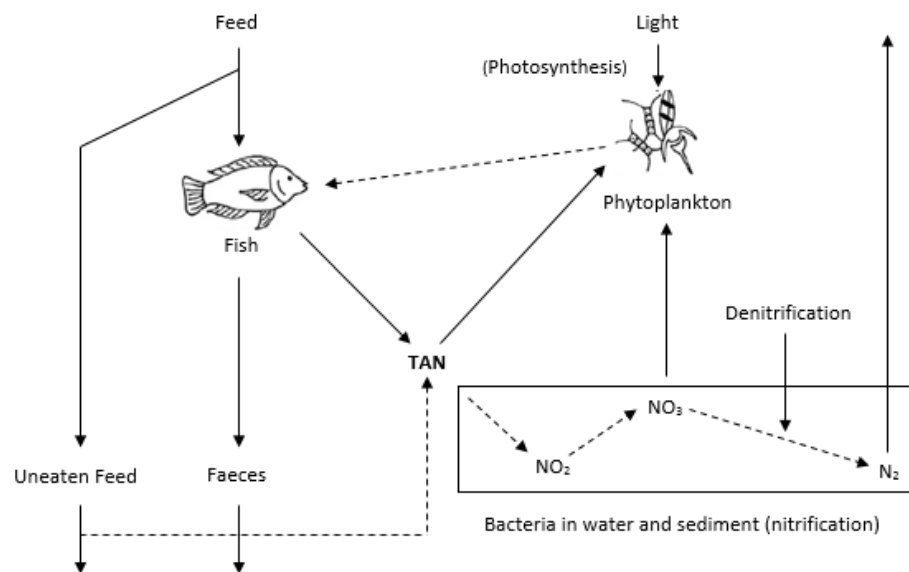 Feed
Light
(Photosynthesis)
Phytoplankton
Fish
Denitrification
TAN
NO₃
NO₂
N₂
Uneaten Feed
Faeces
Bacteria in water and sediment (nitrification)